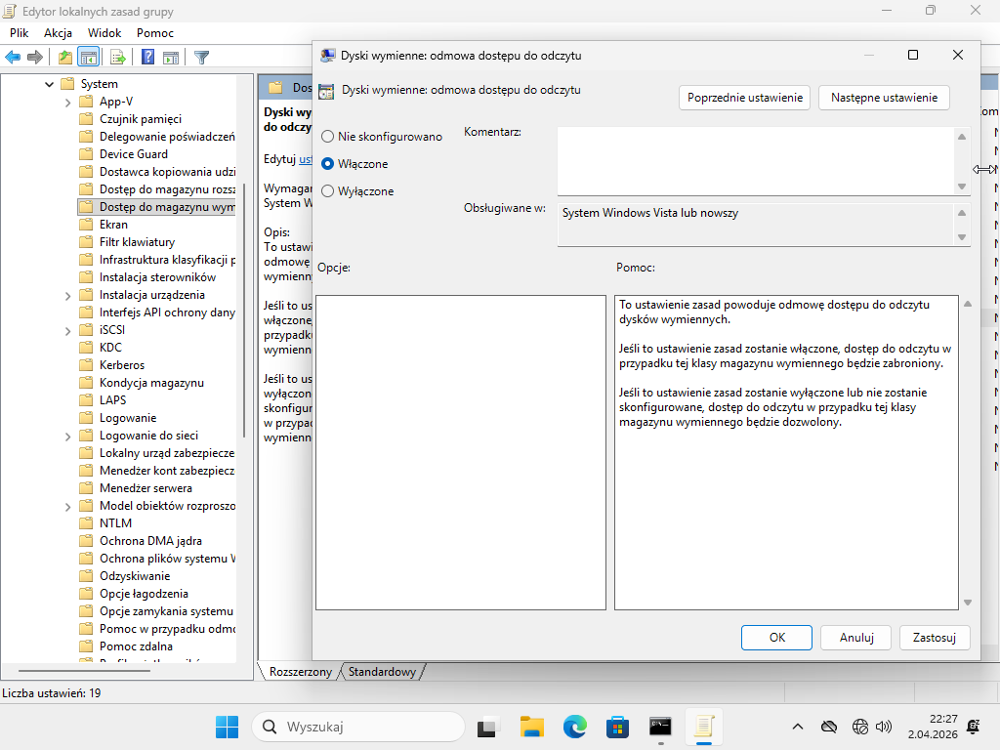 Edytor lokalnych zasad grupy
Plik Akcja Widok Pomoc
System
App-V
Czujnik pamięci
Delegowanie poświadczeń
Device Guard
Dostawca kopiowania udzi
Dostęp do magazynu rozsz
Dostęp do magazynu wym
Ekran
Filtr klawiatury
Infrastruktura klasyfikacji p
Instalacja sterowników
Instalacja urządzenia
Interfejs API ochrony dany
iSCSI
KDC
Kerberos
Kondycja magazynu
LAPS
Logowanie
Logowanie do sieci
Lokalny urząd zabezpiecze
Menedżer kont zabezpiecz
Menedżer serwera
Model obiektów rozproszo
NTLM
Ochrona DMA jądra
Ochrona plików systemu W
Odzyskiwanie
Opcje łagodzenia
Opcje zamykania systemu
Pomoc w przypadku odmo
Pomoc zdalna
Dos
Dyski wy
do odczy
Edytuj ust
Wymagan
System W
Opis:
To ustawi
odmowę
wymienny
Jeśli to us
włączone,
przypadku
wymienn
Jeśli to us
wyłączone
skonfigur
w przypad
wymienn
Rozszerzony Standardowy
Liczba ustawień: 19
Dyski wymienne: odmowa dostępu do odczytu
Dyski wymienne: odmowa dostępu do odczytu
Poprzednie ustawienie Następne ustawienie
Nie skonfigurowano
Włączone
Wyłączone
Komentarz:
Obsługiwane w:
System Windows Vista lub nowszy
Opcje:
Pomoc:
To ustawienie zasad powoduje odmowę dostępu do odczytu
dysków wymiennych.
Jeśli to ustawienie zasad zostanie włączone, dostęp do odczytu w
przypadku tej klasy magazynu wymiennego będzie zabroniony.
Jeśli to ustawienie zasad zostanie wyłączone lub nie zostanie
skonfigurowane, dostęp do odczytu w przypadku tej klasy
magazynu wymiennego będzie dozwolony.
OK Anuluj Zastosuj
Wyszukaj
22:27
2.04.2026